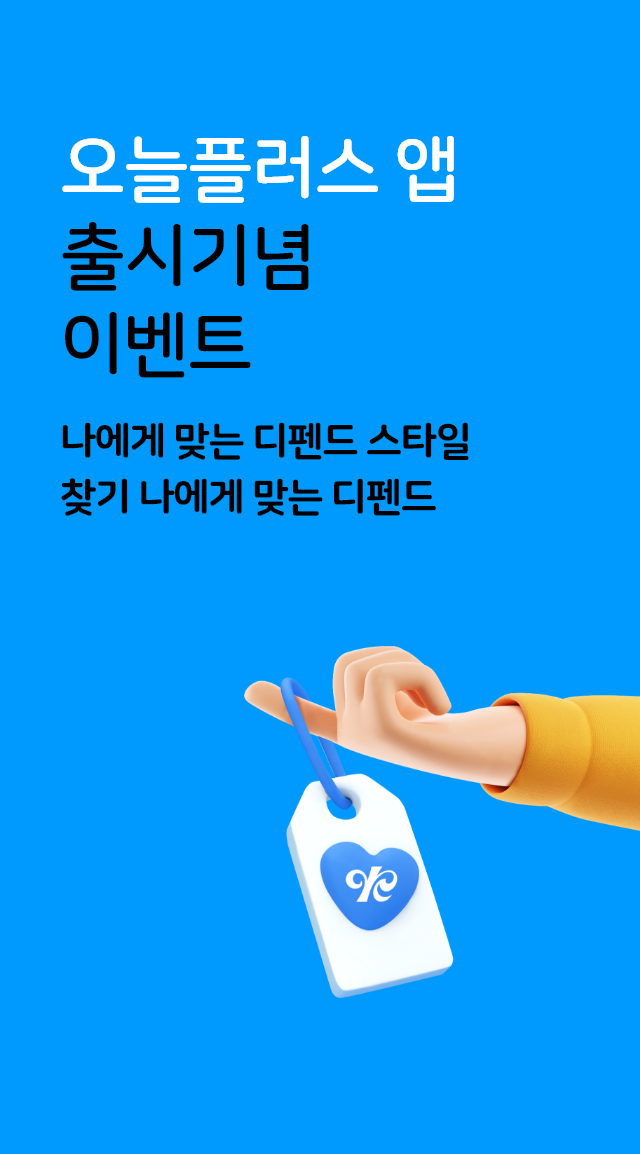 오늘플러스 앱
출시기념
이벤트
나에게 맞는 디펜드 스타일
찾기 나에게 맞는 디펜드